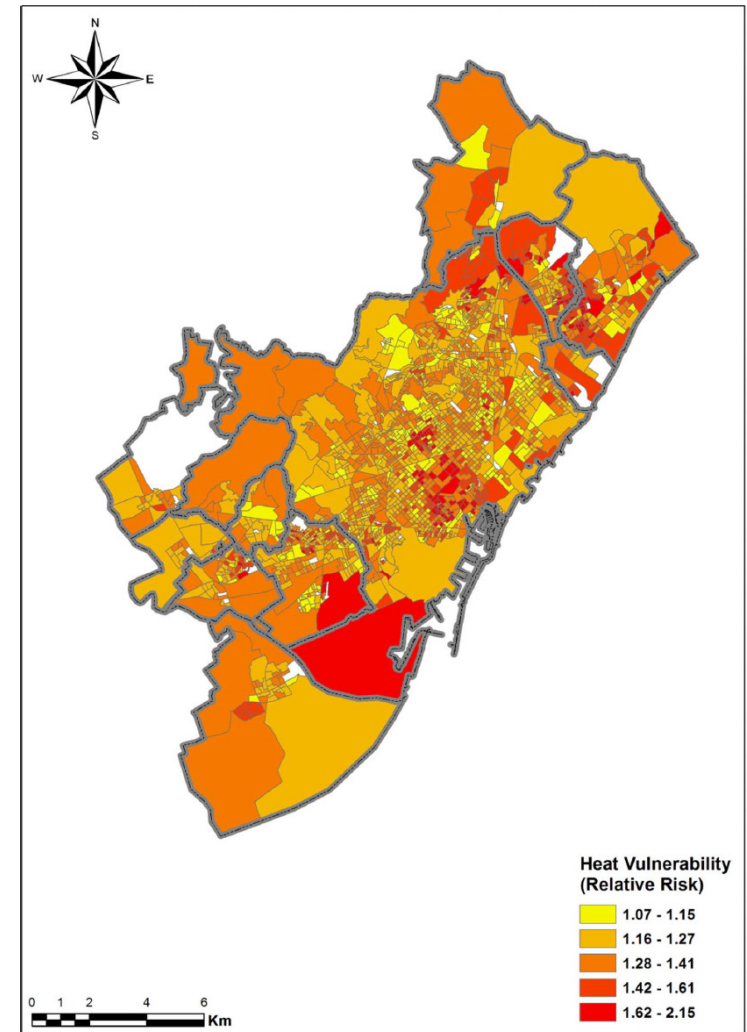 N
W E
S
Heat Vulnerability
(Relative Risk)
1.07 - 1.15
1.16 - 1.27
1.28 - 1.41
1.42 - 1.61
1.62 - 2.15
0 1 2 4 6
Km